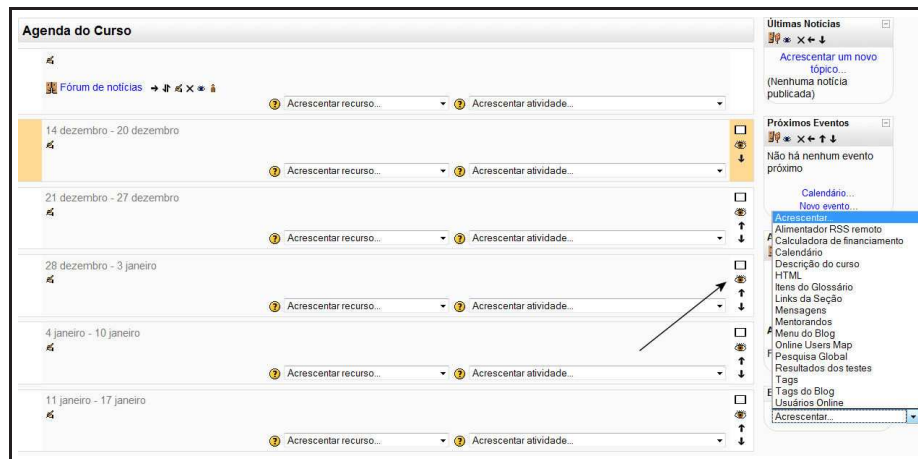 Agenda do Curso
Fórum de notícias
Acrescentar recurso... Acrescentar atividade...
14 dezembro - 20 dezembro
Acrescentar recurso... Acrescentar atividade...
21 dezembro - 27 dezembro
Acrescentar recurso... Acrescentar atividade...
28 dezembro - 3 janeiro
Acrescentar recurso... Acrescentar atividade...
4 janeiro - 10 janeiro
Acrescentar recurso... Acrescentar atividade...
11 janeiro - 17 janeiro
Acrescentar recurso... Acrescentar atividade...
Últimas Noticias
Acrescentar um novo
tópico...
(Nenhuma notícia
publicada)
Próximos Eventos
Não há nenhum evento
próximo
Calendário...
Novo evento...
Acrescentar...
Alimentador RSS remoto
Calculadora de financiamento
Calendário
Descrição do curso
HTML
Itens do Glossário
Links da Seção
Mensagens
Mentorandos
Menu do Blog
Online Users Map
Pesquisa Global
Resultados dos testes
Tags
Tags do Blog
Usuários Online
Acrescentar...